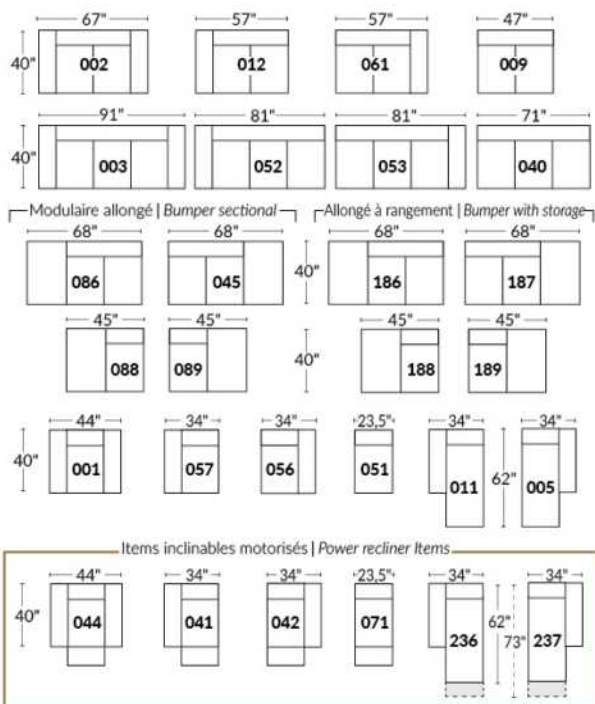 67" 57" 57" 47"
40" 002 012 061 009
91" 81" 81" 71"
40" 003 052 053 040
Modulaire allongé | Bumper sectional Allongé à rangement | Bumper with storage
68" 68" 68" 68"
086 045 40" 186 187
45" 45" 45" 45"
088 089 40" 188 189
44" 34" 34" 23,5" 34" 34"
40" 001 057 056 051 011 62" 005
Items inclinables motorisés | Power recliner Items
44" 34" 34" 23,5" 34" 34"
40" 044 041 042 071 236 62" 73" 237